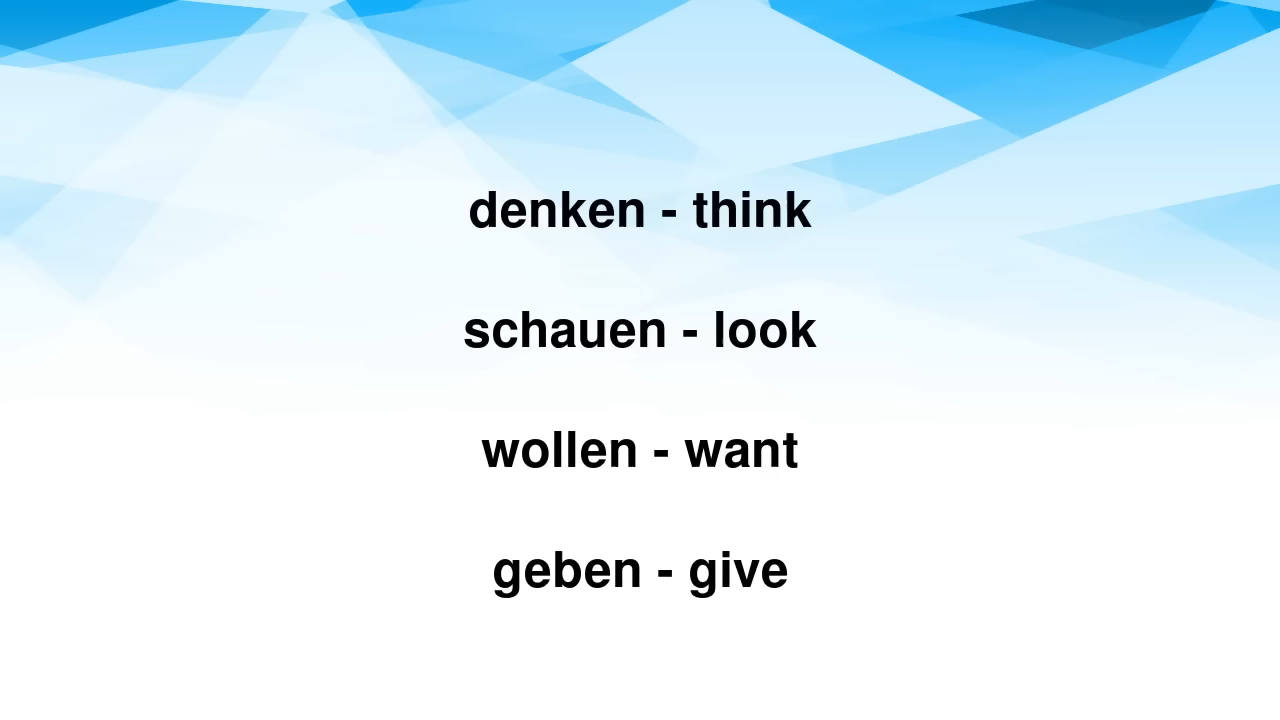 denken - think
schauen - look
wollen - want
geben - give